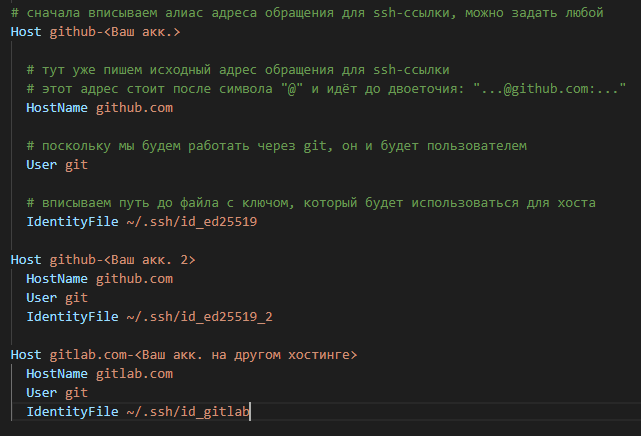 # сначала вписываем алиас адреса обращения для ssh-ссылки, можно задать любой
Host github-<Ваш акк.>
# тут уже пишем исходный адрес обращения для ssh-ссылки
# этот адрес стоит после символа "@" и идёт до двоеточия: "...@github.com:..."
HostName github.com
# поскольку мы будем работать через git, он и будет пользователем
User git
# вписываем путь до файла с ключом, который будет использоваться для хоста
IdentityFile ~/.ssh/id_ed25519
Host github-<Ваш акк. 2>
HostName github.com
User git
IdentityFile ~/.ssh/id_ed25519_2
Host gitlab.com-<Ваш акк. на другом хостинге>
HostName gitlab.com
User git
IdentityFile ~/.ssh/id_gitlab